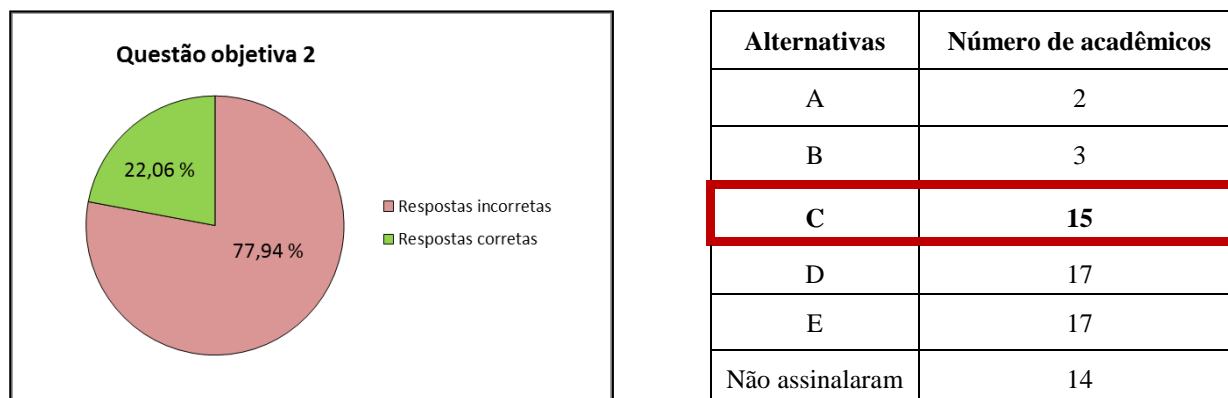 Questão objetiva 2
22,06 %
77,94 %
Respostas incorretas
Respostas corretas
Alternativas Número de acadêmicos
A 2
B 3
C 15
D 17
E 17
Não assinalaram 14